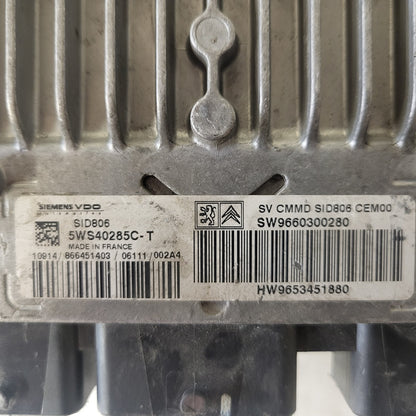 SIEMENS VDO
SID806
5WS40285C-T
MADE IN FRANCE
10914/866451403/06111/002A4
SV CMMD SID806 CEM00
SW9660300280
HW9653451880